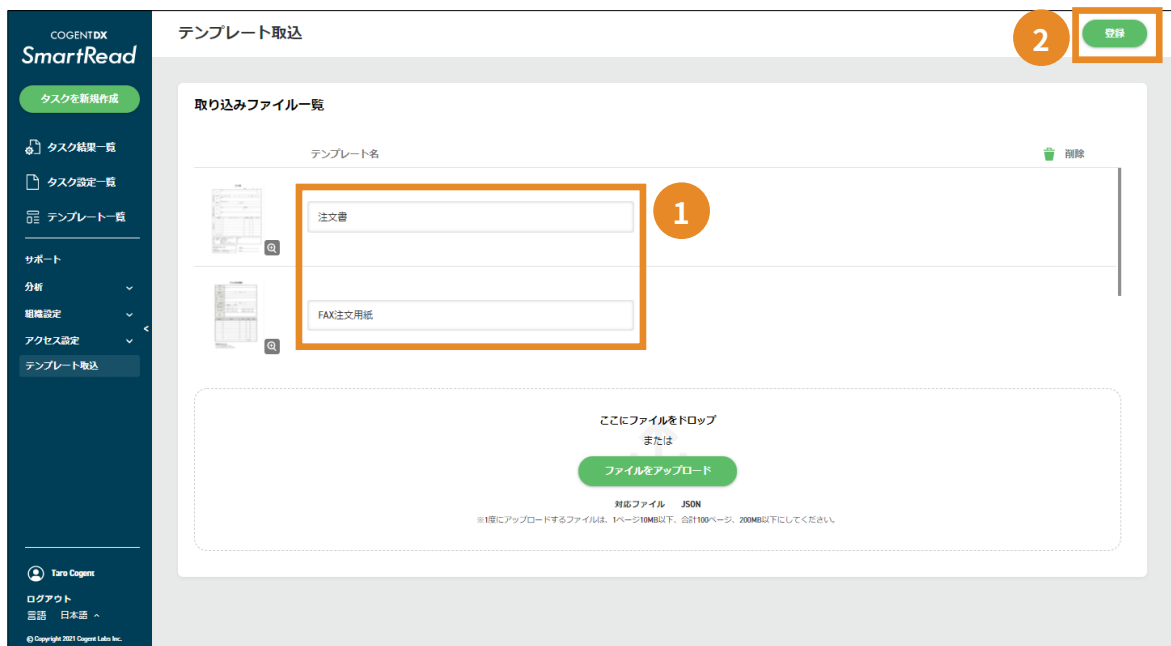 COGENTDX
SmartRead
タスクを新規作成
タスク結果一覧
タスク設定一覧
テンプレート一覧
サポート
分析
組織設定
アクセス設定
テンプレート取込
Taro Cogent
ログアウト
言語 日本語
© Copyright 2021 Cogent Labs Inc.
テンプレート取込
2
登録
取り込みファイル一覧
テンプレート名
削除
注文書
1
FAX注文用紙
ここにファイルをドロップ
または
ファイルをアップロード
対応ファイル JSON
※1度にアップロードするファイルは、1ページ10MB以下、合計100ページ、200MB以下にしてください。